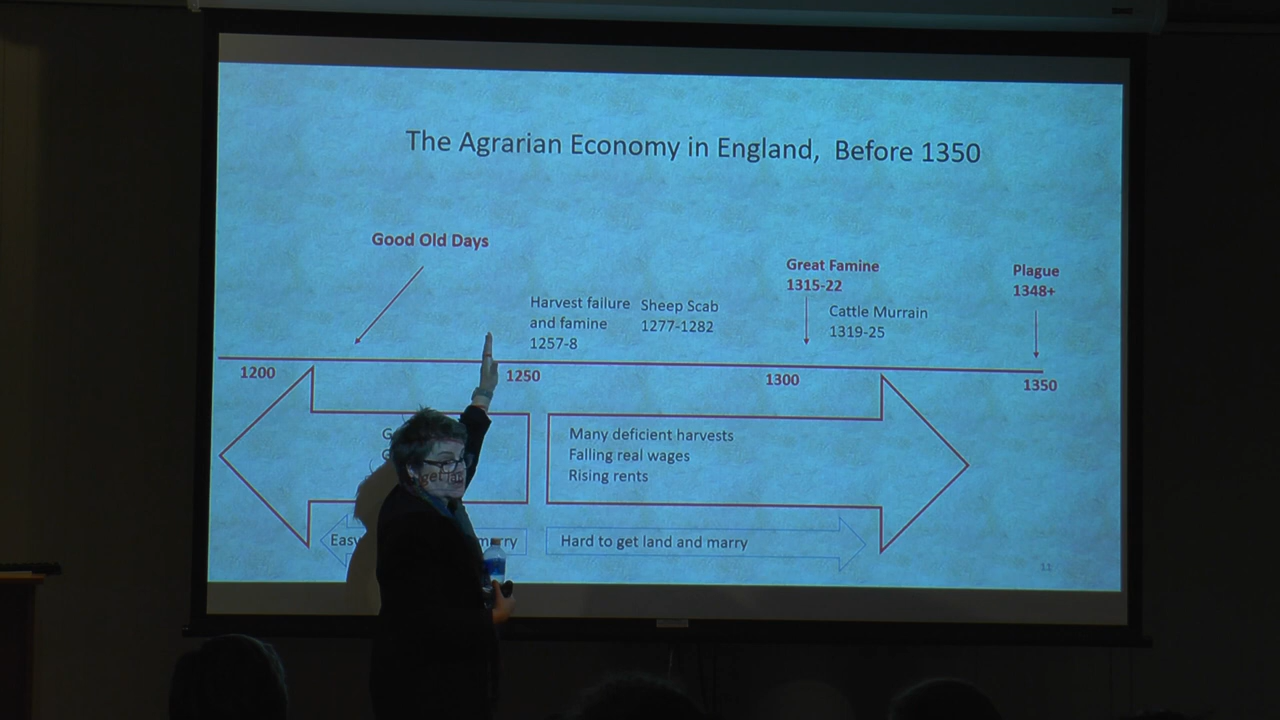 The Agrarian Economy in England, Before 1350
Good Old Days
Harvest failure
and famine
1257-8
Sheep Scab
1277-1282
Great Famine
1315-22
Cattle Murrain
1319-25
Plague
1348+
1200
1250
1300
1350
Many deficient harvests
Falling real wages
Rising rents
Easy
Hard to get land and marry
11